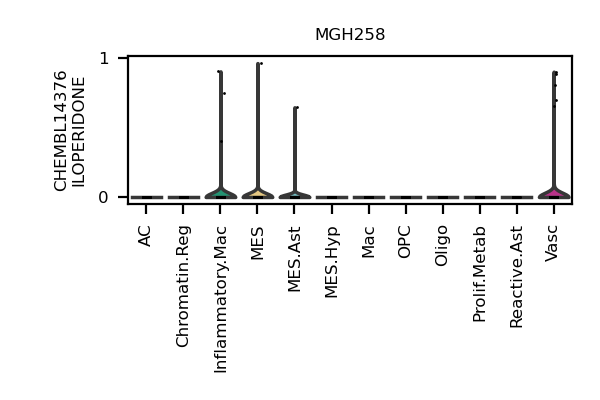 MGH258
CHEMBL14376
ILOPERIDONE
1
0
AC
Chromatin.Reg
Inflammatory.Mac
MES
MES.Ast
MES.Hyp
Mac
OPC
Oligo
Prolif.Metab
Reactive.Ast
Vasc